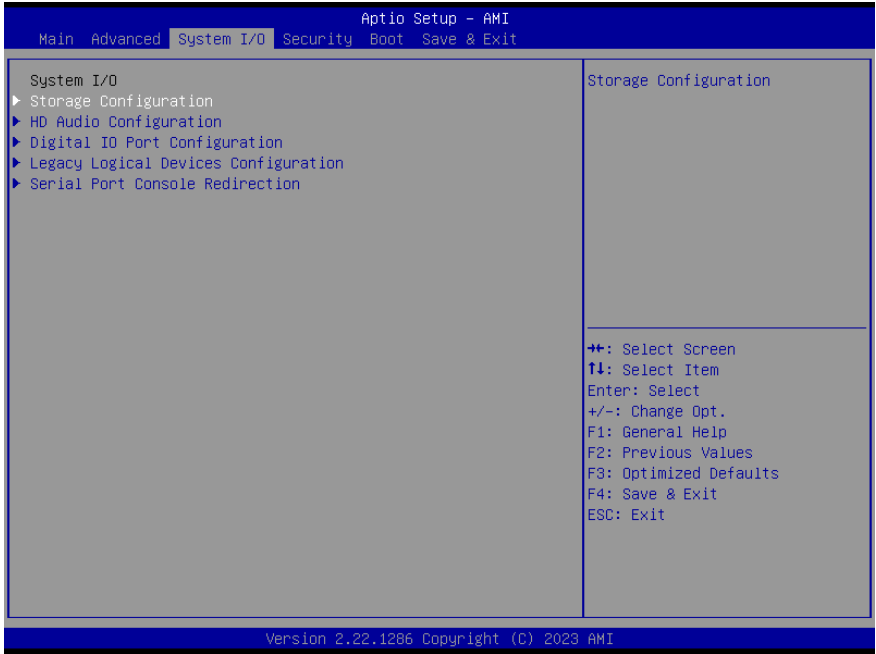 Aptio Setup – AMI
Main Advanced System I/O Security Boot Save & Exit
System I/O
▶ Storage Configuration
▶ HD Audio Configuration
▶ Digital IO Port Configuration
▶ Legacy Logical Devices Configuration
▶ Serial Port Console Redirection
Storage Configuration
→←: Select Screen
↑↓: Select Item
Enter: Select
+/-: Change Opt.
F1: General Help
F2: Previous Values
F3: Optimized Defaults
F4: Save & Exit
ESC: Exit
Version 2.22.1286 Copyright (C) 2023 AMI